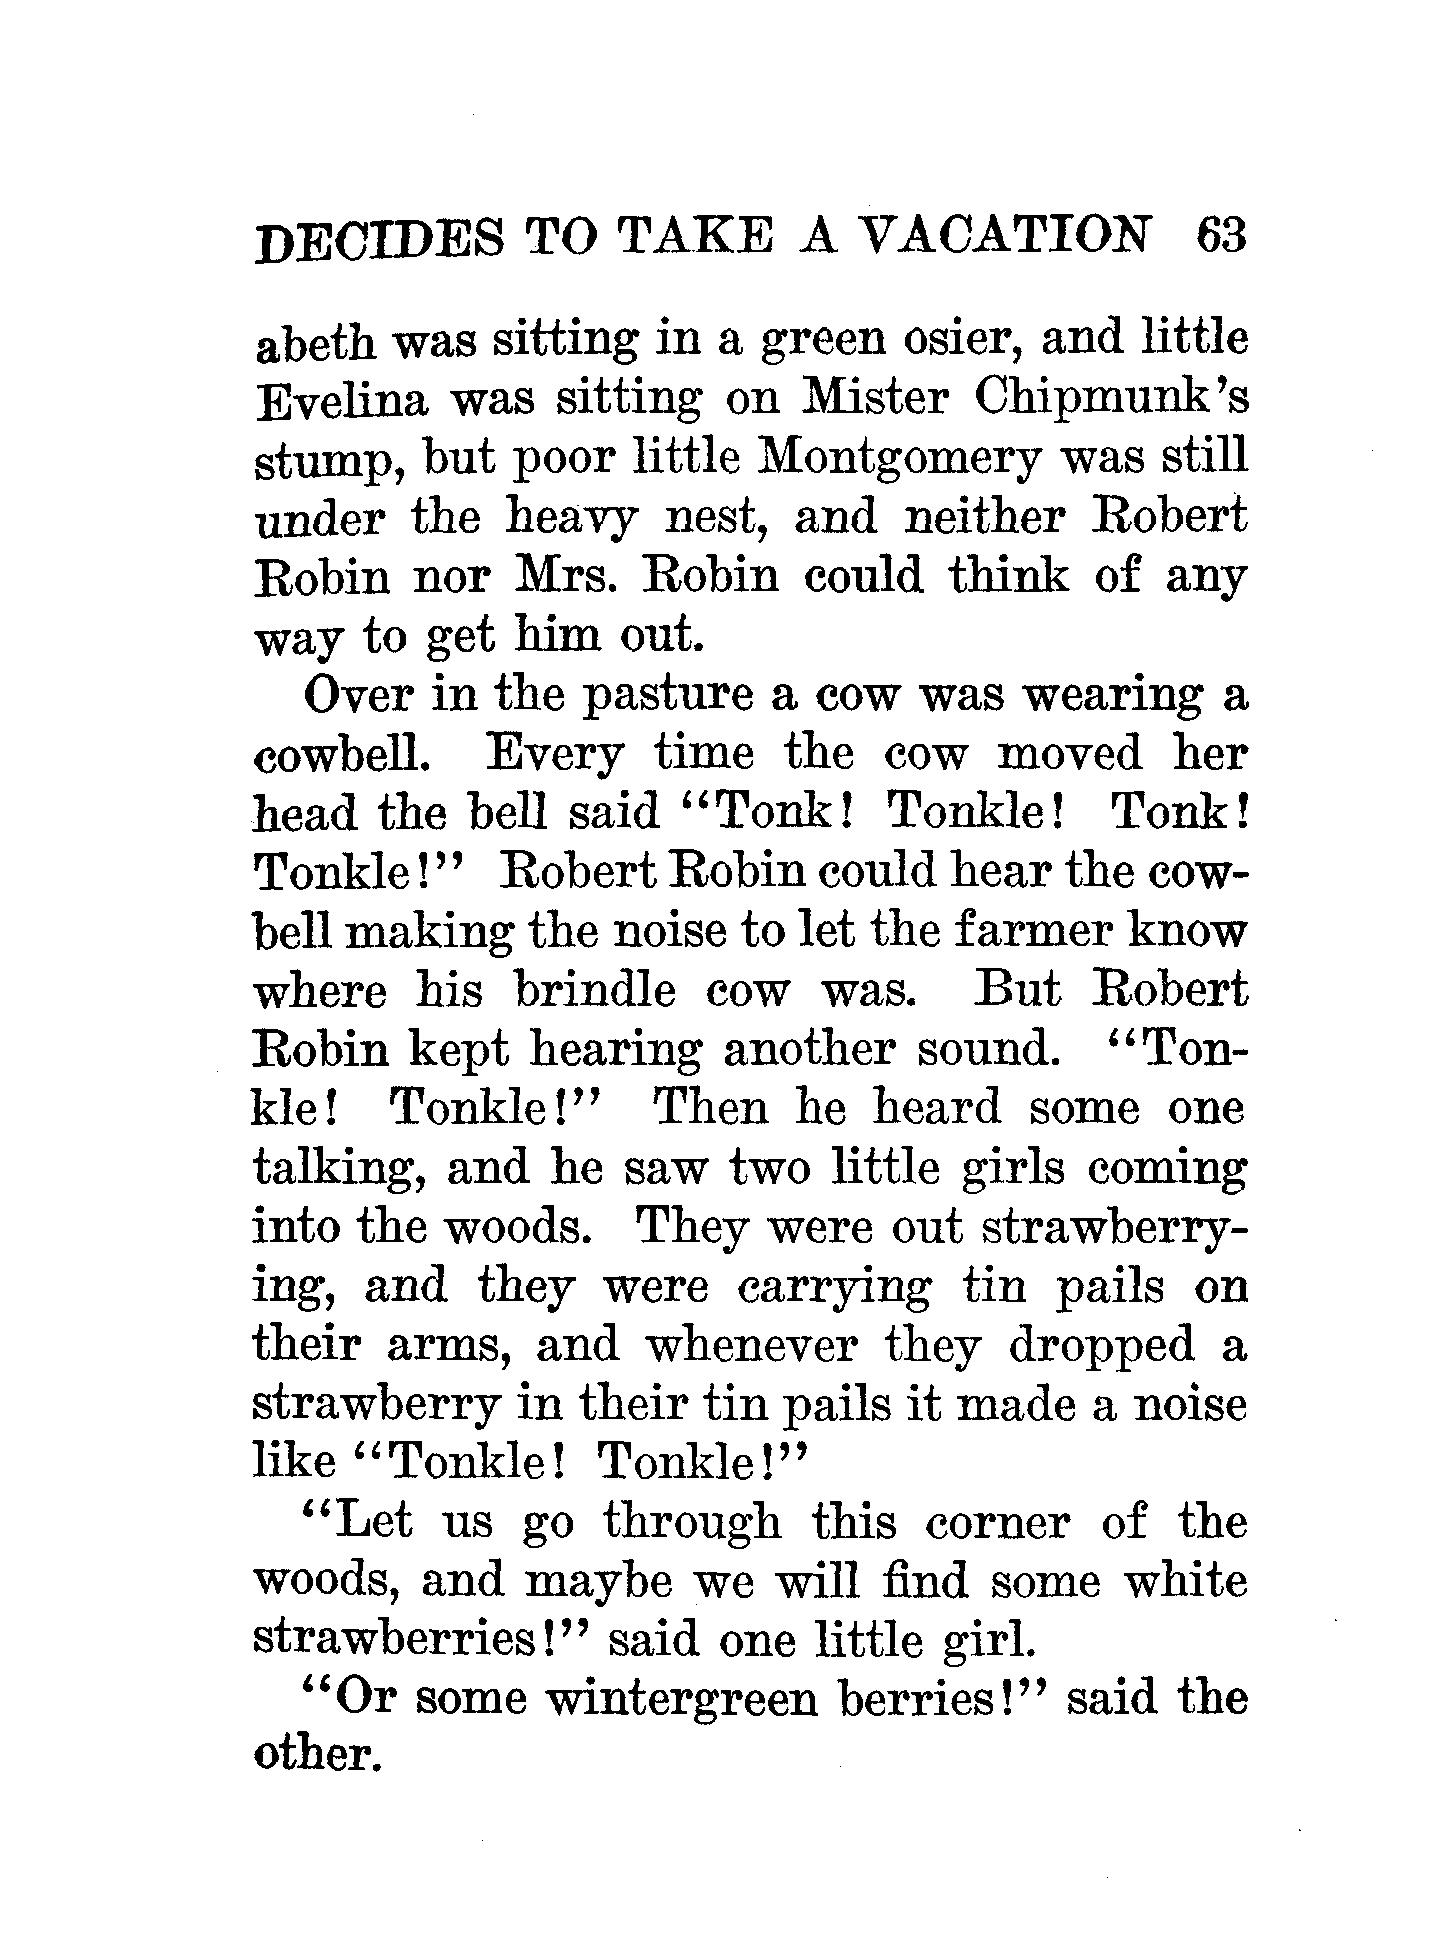 DECIDES TO TAKE A VACATION 63
abeth was sitting in a green osier, and little
Evelina was sitting on Mister Chipmunk's
stump, but poor little Montgomery was still
under the heavy nest, and neither Robert
Robin nor Mrs. Robin could think of any
way to get him out.
Over in the pasture a cow was wearing a
cowbell. Every time the cow moved her
head the bell said "Tonk! Tonkle! Tonk!
Tonkle!" Robert Robin could hear the cow-
bell making the noise to let the farmer know
where his brindle cow was. But Robert
Robin kept hearing another sound. "Ton-
kle! Tonkle!" Then he heard some one
talking, and he saw two little girls coming
into the woods. They were out strawberry-
ing, and they were carrying tin pails on
their arms, and whenever they dropped a
strawberry in their tin pails it made a noise
like "Tonkle! Tonkle!"
"Let us go through this corner of the
woods, and maybe we will find some white
strawberries!" said one little girl.
"Or some wintergreen berries!" said the
other.